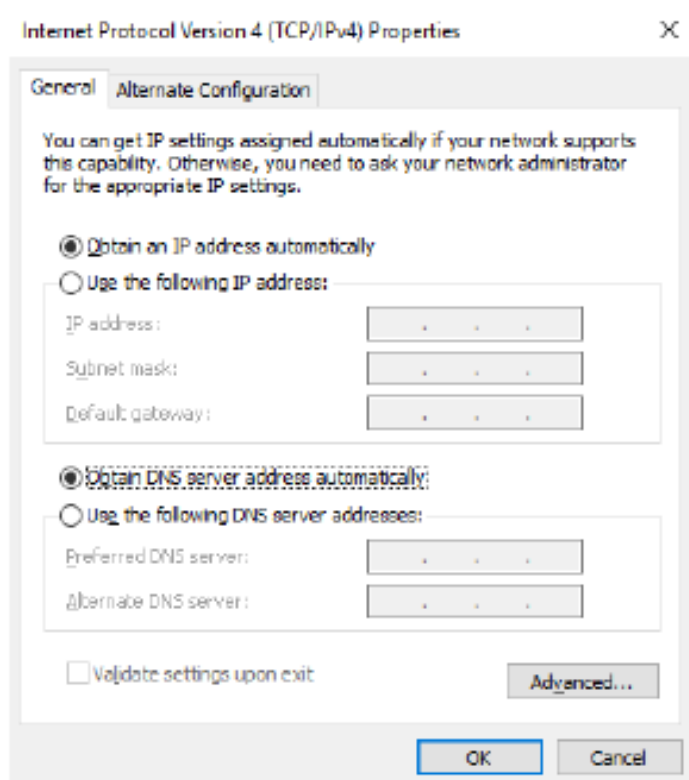 Internet Protocol Version 4 (TCP/IPv4) Properties
General
Alternate Configuration
You can get IP settings assigned automatically if your network supports
this capability. Otherwise, you need to ask your network administrator
for the appropriate IP settings.
Obtain an IP address automatically
Use the following IP address:
IP address:
Subnet mask:
Default gateway:
Obtain DNS server address automatically
Use the following DNS server addresses:
Preferred DNS server:
Alternate DNS server:
Validate settings upon exit
Advanced...
OK
Cancel